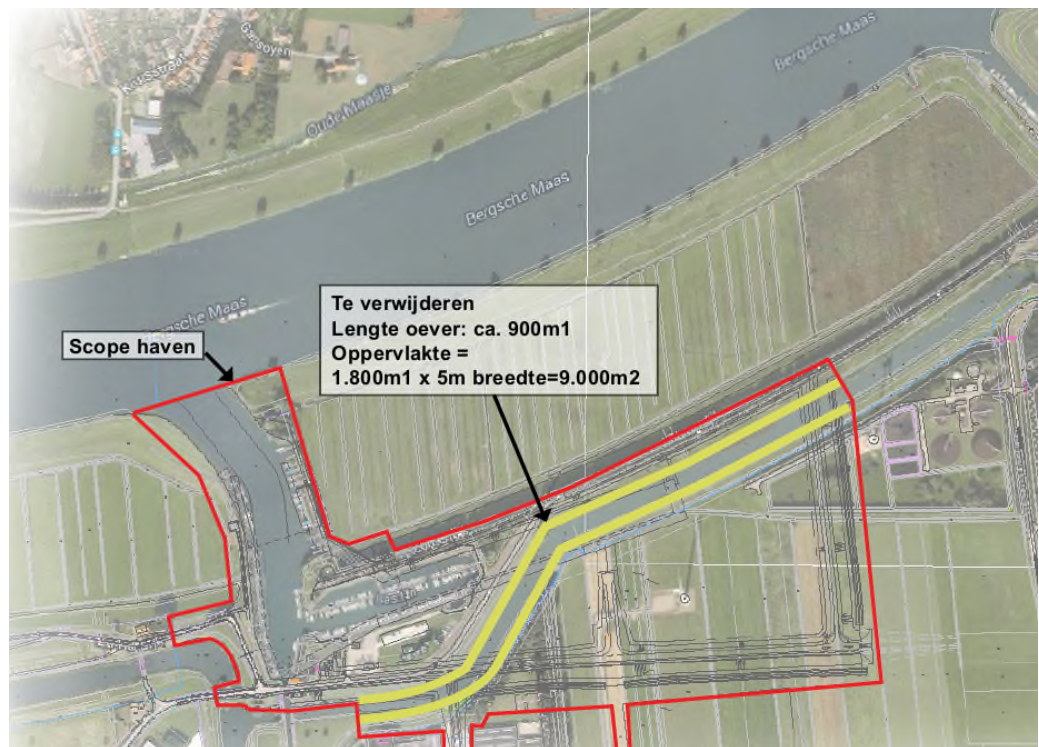 Gansoyen
Kerkstraat
Oude Maasje
Bergsche Maas
Bergsche Maas
Bergsche Maas
Te verwijderen
Lengte oever: ca. 900m1
Oppervlakte =
1.800m1 x 5m breedte=9.000m2
Scope haven